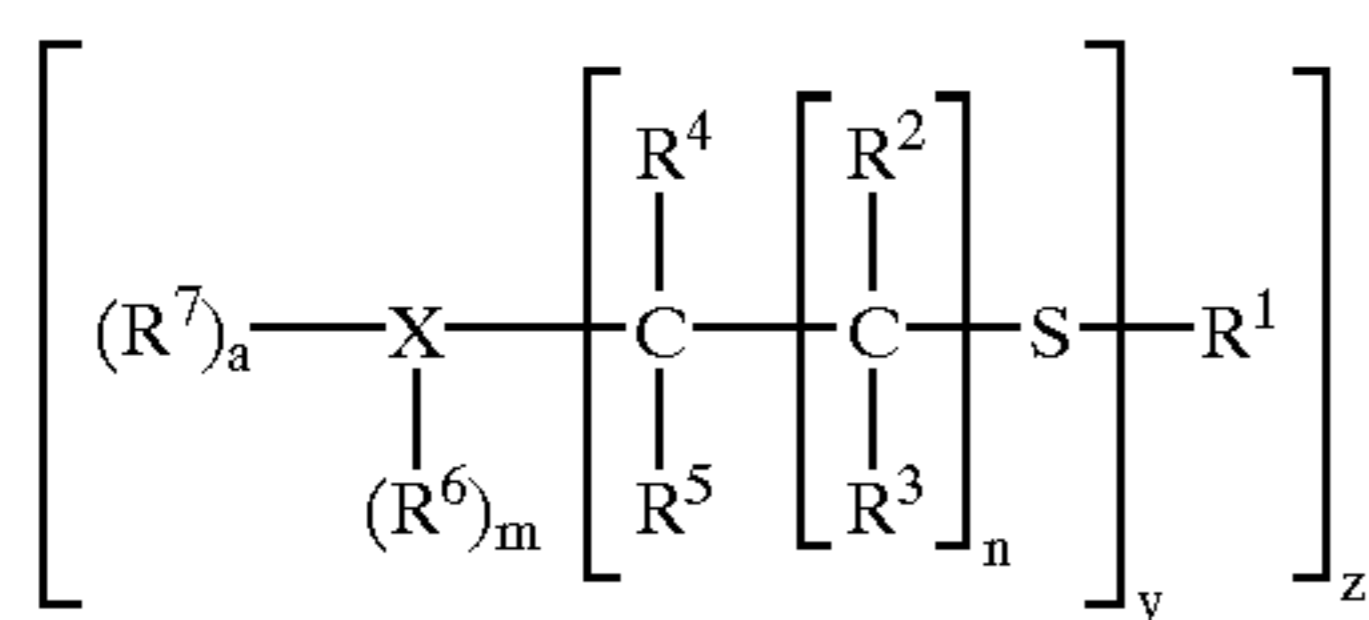 R⁴ R²
(R⁷)ₐ X C C S R¹
(R⁶)ₘ R⁵ R³ n y z